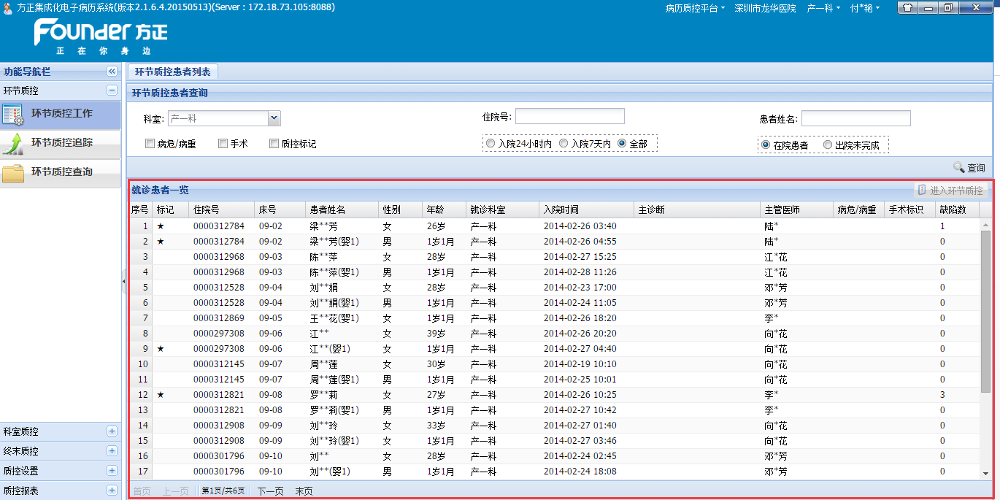 方正集成化电子病历系统(版本2.1.6.4.20150513)(Server : 172.18.73.105:8088) 病历质控平台 深圳市龙华医院 产一科 付*艳
Founder 方正
正在你身边
功能导航栏
环节质控
环节质控工作
环节质控追踪
环节质控查询
科室质控
终末质控
质控设置
质控报表
环节质控患者列表
环节质控患者查询
科室: 产一科 住院号: 患者姓名:
病危/病重 手术 质控标记 入院24小时内 入院7天内 全部 在院患者 出院未完成
查询
就诊患者一览 进入环节质控
序号 标记 住院号 床号 患者姓名 性别 年龄 就诊科室 入院时间 主诊断 主管医师 病危/病重 手术标识 缺陷数
1 ★ 0000312784 09-02 梁**芳 女 26岁 产一科 2014-02-26 03:40 陆* 1
2 ★ 0000312784 09-02 梁**芳(婴1) 男 1岁1月 产一科 2014-02-26 04:55 陆* 0
3 0000312968 09-03 陈**萍 女 28岁 产一科 2014-02-27 15:25 江*花 0
4 0000312968 09-03 陈**萍(婴1) 男 1岁1月 产一科 2014-02-28 11:26 江*花 0
5 0000312528 09-04 刘**娟 女 28岁 产一科 2014-02-23 17:00 邓*芳 0
6 0000312528 09-04 刘**娟(婴1) 男 1岁1月 产一科 2014-02-24 11:05 邓*芳 0
7 0000312869 09-05 王**花(婴1) 女 1岁1月 产一科 2014-02-26 18:20 李* 0
8 0000297308 09-06 江** 女 39岁 产一科 2014-02-26 20:20 向*花 0
9 ★ 0000297308 09-06 江**(婴1) 女 1岁1月 产一科 2014-02-27 04:40 向*花 0
10 0000312145 09-07 周**莲 女 30岁 产一科 2014-02-19 10:10 向*花 0
11 0000312145 09-07 周**莲(婴1) 男 1岁1月 产一科 2014-02-25 10:01 向*花 0
12 ★ 0000312821 09-08 罗**莉 女 27岁 产一科 2014-02-26 10:25 李* 3
13 0000312821 09-08 罗**莉(婴1) 男 1岁1月 产一科 2014-02-27 10:42 李* 0
14 0000312908 09-09 刘**玲 女 33岁 产一科 2014-02-27 01:40 向*花 0
15 0000312908 09-09 刘**玲(婴1) 女 1岁1月 产一科 2014-02-27 03:46 向*花 0
16 0000301796 09-10 刘** 女 28岁 产一科 2014-02-24 02:45 邓*芳 0
17 0000301796 09-10 刘**(婴1) 男 1岁1月 产一科 2014-02-24 18:08 邓*芳 0
首页 上一页 第1页/共6页 下一页 末页